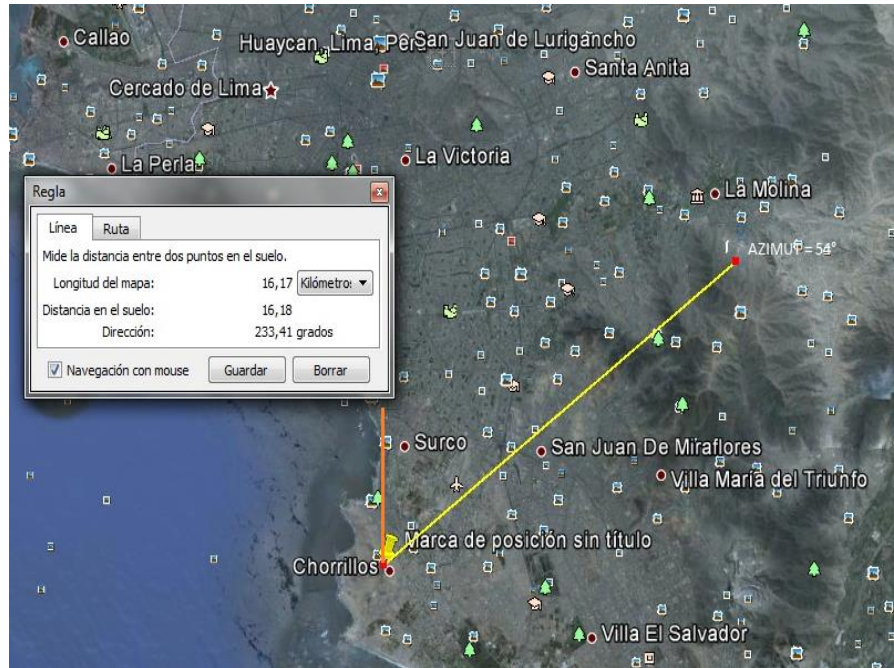 Callao
Huaycan, Lima, Perú
San Juan de Lurigancho
Santa Anita
Cercado de Lima
La Perla
La Victoria
La Molina
Regla
Línea
Ruta
Mide la distancia entre dos puntos en el suelo.
Longitud del mapa: 16,17 Kilómetro:
Distancia en el suelo: 16,18
Dirección: 233,41 grados
Navegación con mouse
Guardar
Borrar
AZIMUT = 54°
Surco
San Juan De Miraflores
Villa María del Triunfo
Marca de posición sin título
Chorrillos
Villa El Salvador